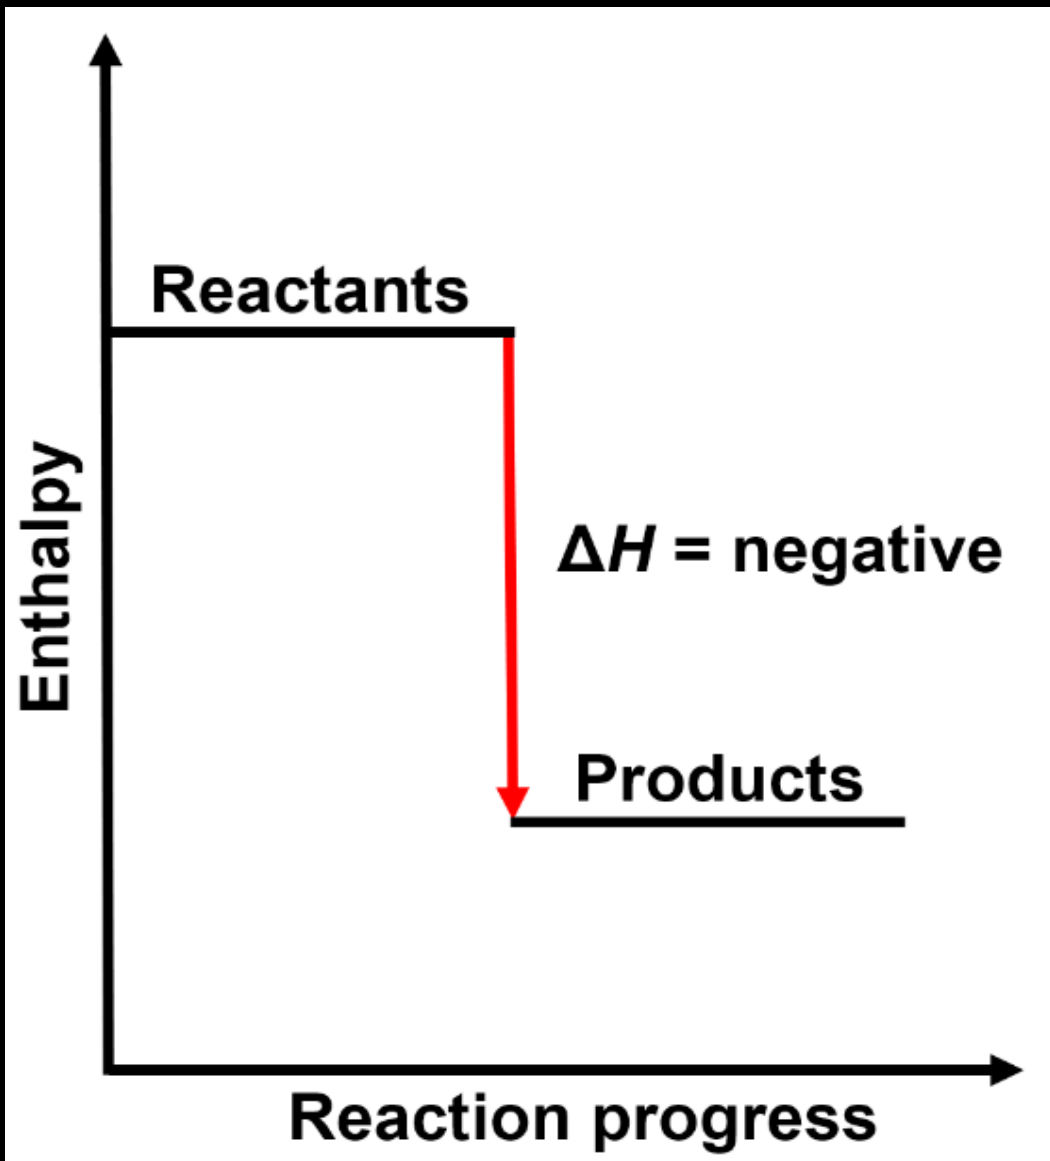 Reactants
Enthalpy
ΔH = negative
Products
Reaction progress